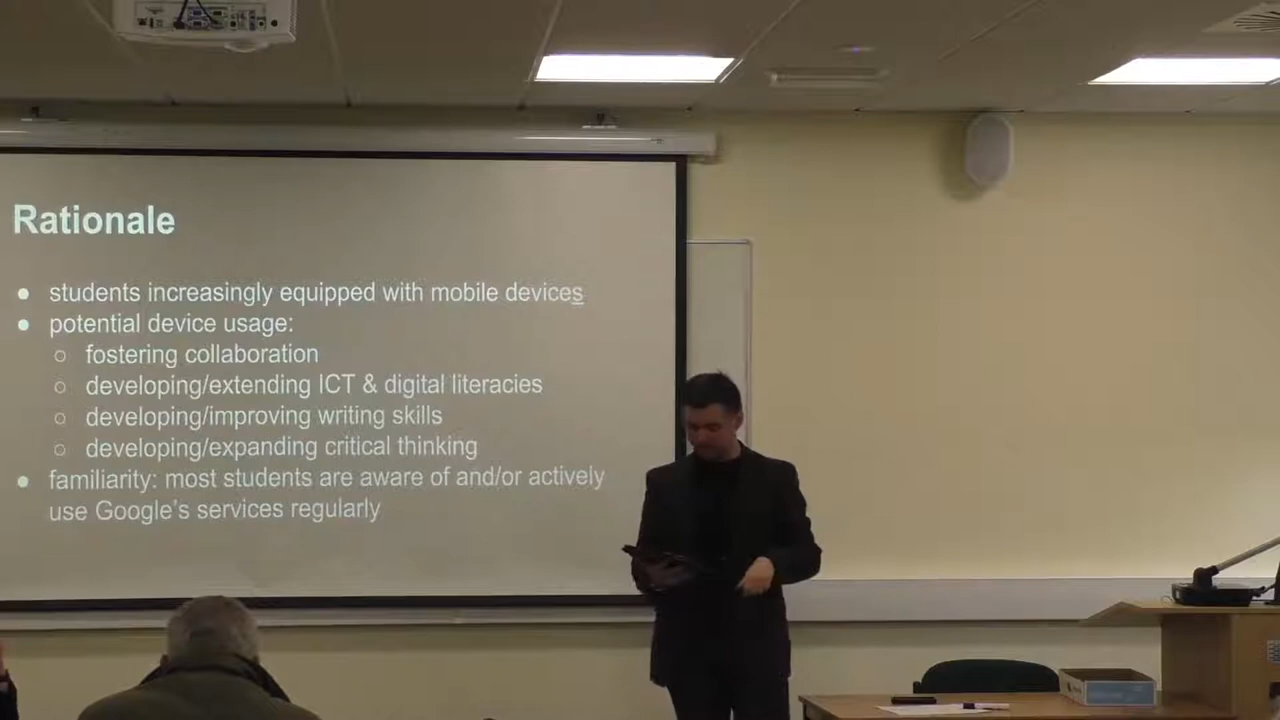 Rationale
● students increasingly equipped with mobile devices
● potential device usage:
○ fostering collaboration
○ developing/extending ICT & digital literacies
○ developing/improving writing skills
○ developing/expanding critical thinking
● familiarity: most students are aware of and/or actively
use Google's services regularly